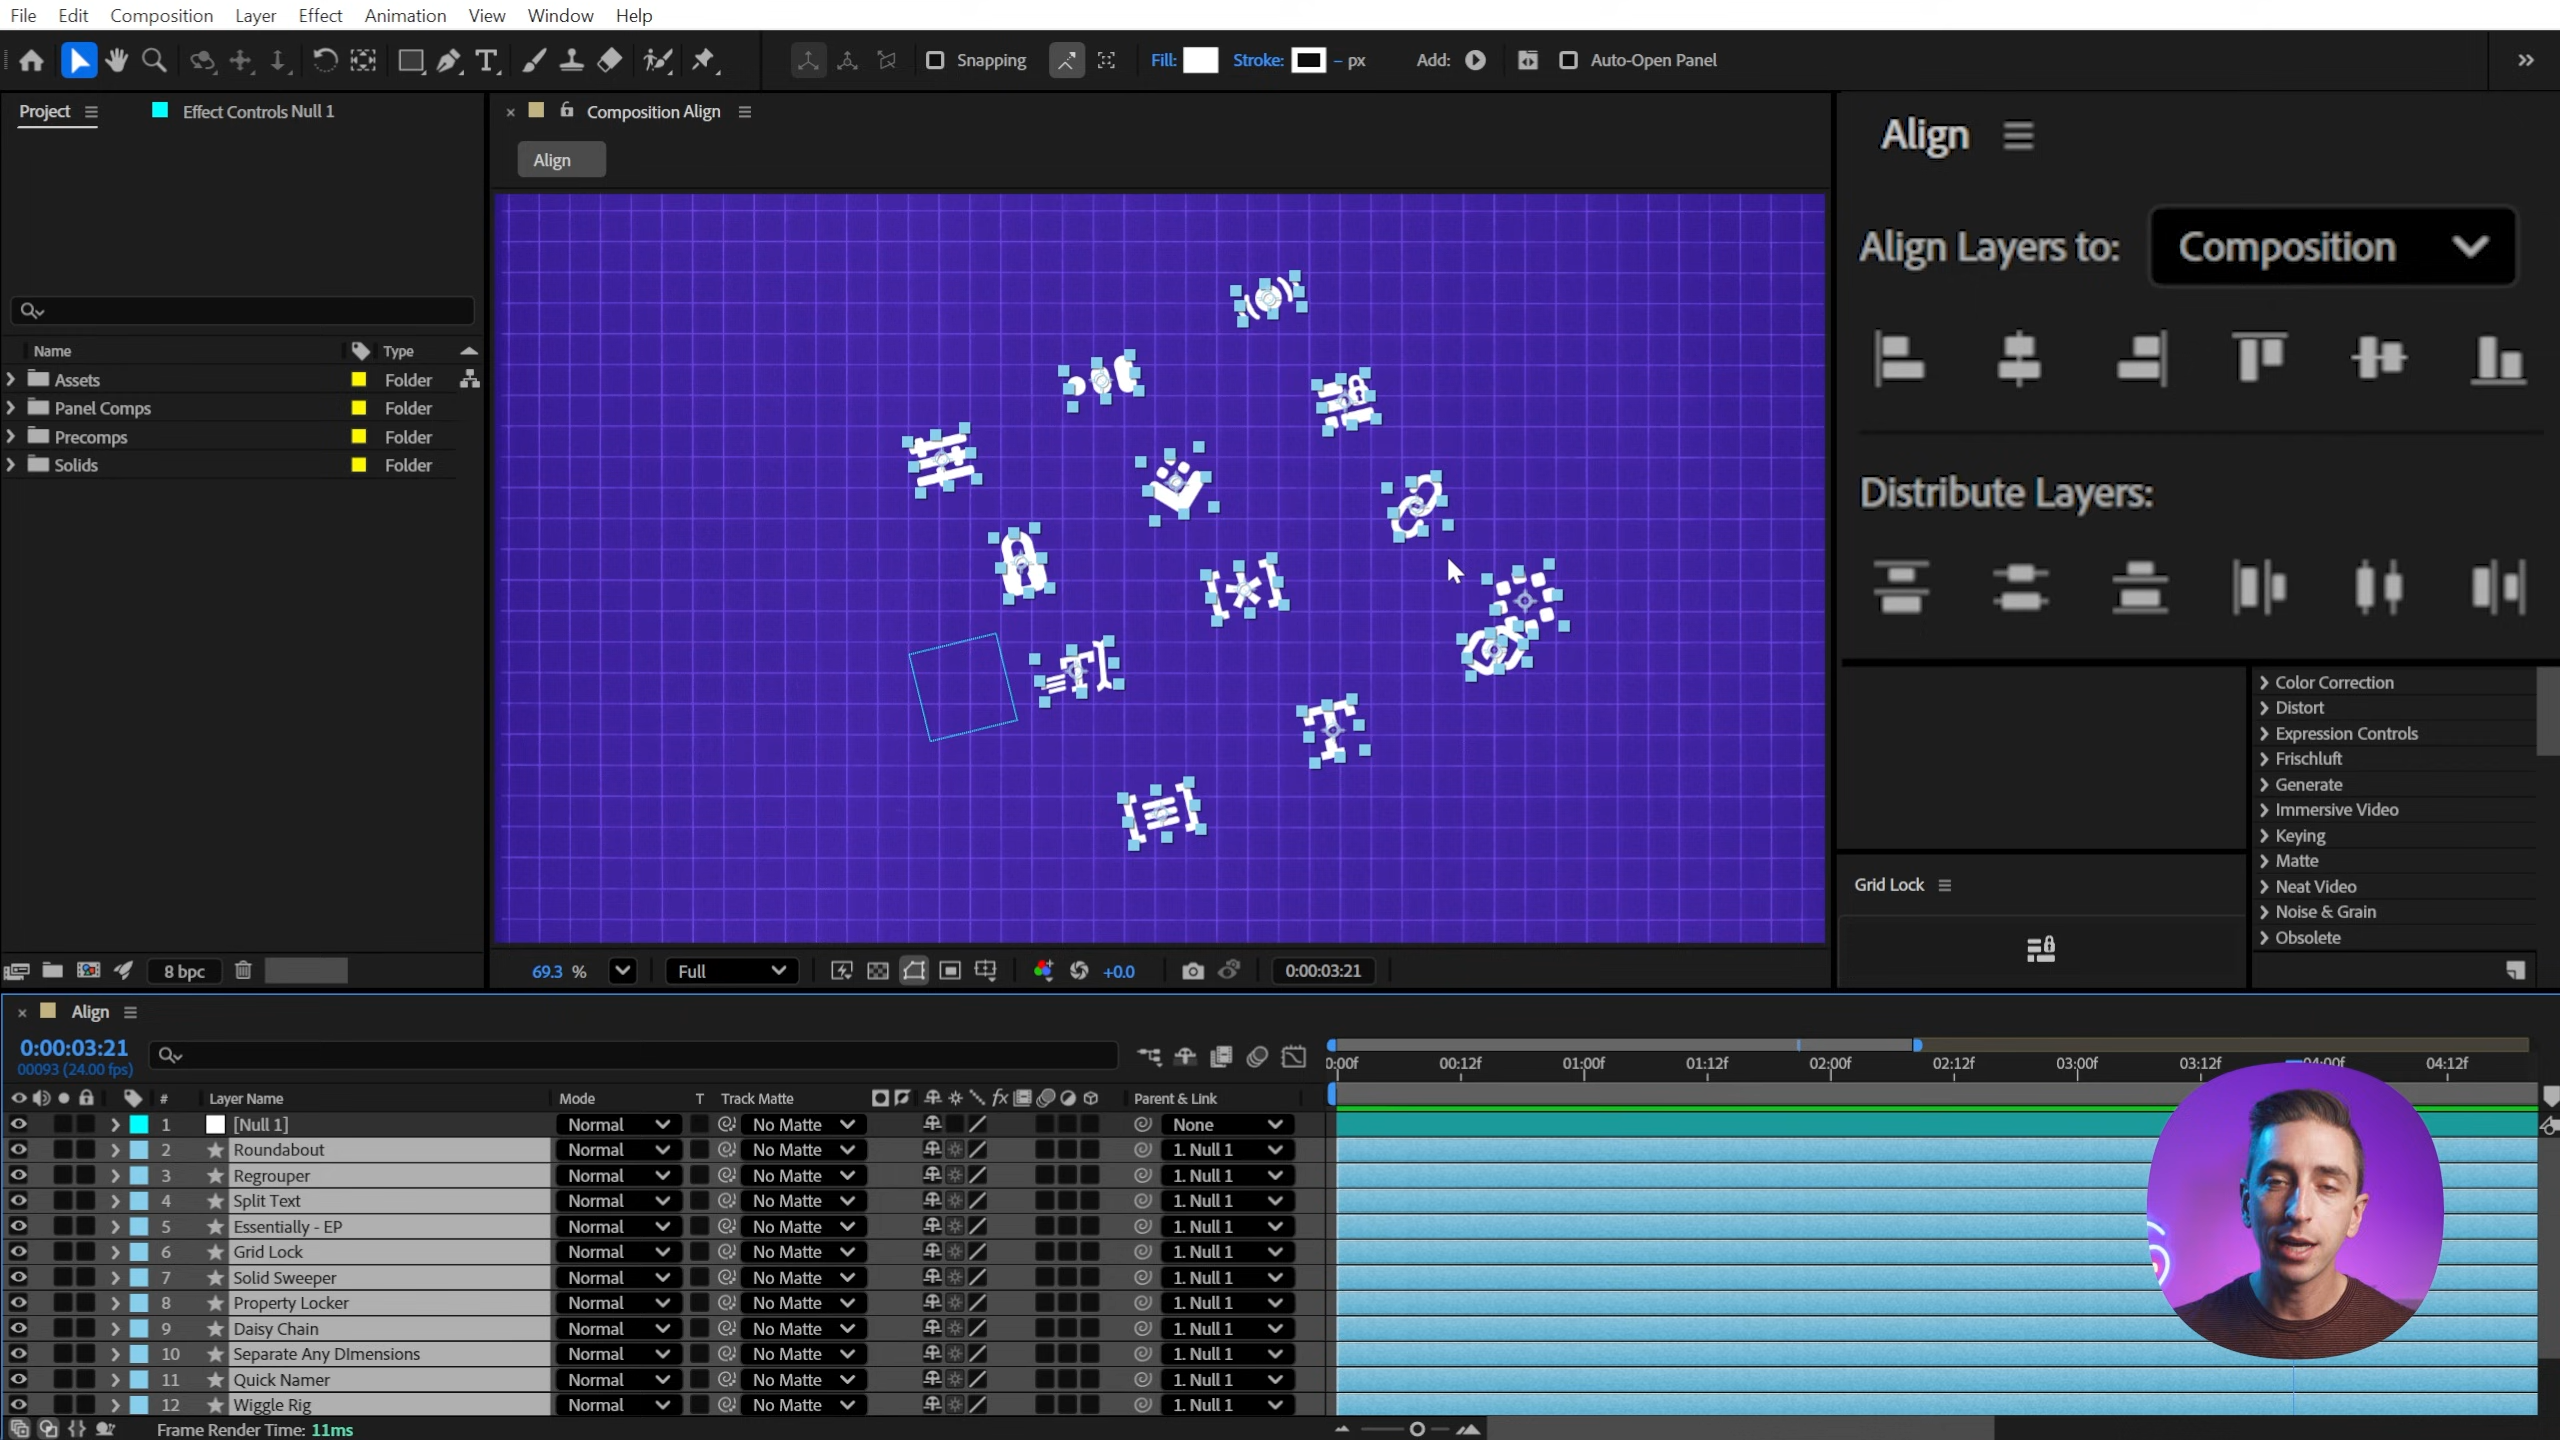 File Edit Composition Layer Effect Animation View Window Help
Snapping Fill: Stroke: - px Add: Auto-Open Panel
Project Effect Controls Null 1
Composition Align
Align
Name Type
Assets Folder
Panel Comps Folder
Precomps Folder
Solids Folder
8 bpc
69.3 % Full +0.0 0:00:03:21
Align
Align Layers to: Composition
Distribute Layers:
Grid Lock
Color Correction
Distort
Expression Controls
Frischluft
Generate
Immersive Video
Keying
Matte
Neat Video
Noise & Grain
Obsolete
Align
0:00:03:21
00093 (24.00 fps)
0:00f 00:12f 01:00f 01:12f 02:00f 02:12f 03:00f 03:12f 04:00f 04:12f
# Layer Name Mode T Track Matte fx Parent & Link
1 [Null 1] Normal No Matte None
2 Roundabout Normal No Matte 1. Null 1
3 Regrouper Normal No Matte 1. Null 1
4 Split Text Normal No Matte 1. Null 1
5 Essentially - EP Normal No Matte 1. Null 1
6 Grid Lock Normal No Matte 1. Null 1
7 Solid Sweeper Normal No Matte 1. Null 1
8 Property Locker Normal No Matte 1. Null 1
9 Daisy Chain Normal No Matte 1. Null 1
10 Separate Any DImensions Normal No Matte 1. Null 1
11 Quick Namer Normal No Matte 1. Null 1
12 Wiggle Rig Normal No Matte 1. Null 1
Frame Render Time: 11ms